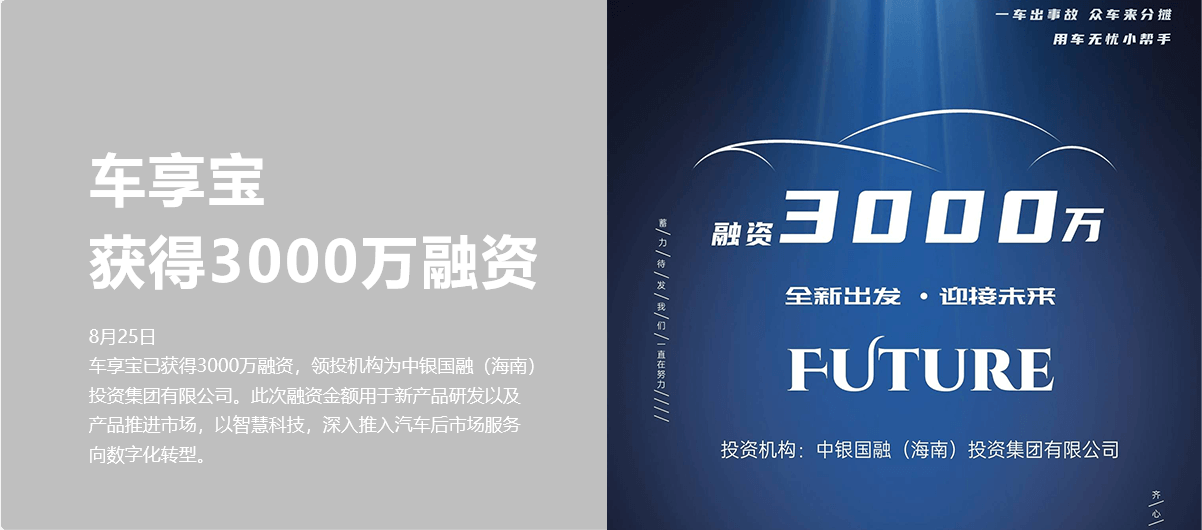 车享宝
获得3000万融资
8月25日
车享宝已获得3000万融资，领投机构为中银国融（海南）
投资集团有限公司。此次融资金额用于新产品研发以及
产品推进市场，以智慧科技，深入推入汽车后市场服务
向数字化转型。
一车出事故 众车来分摊
用车无忧小帮手
融资3000万
全新出发 · 迎接未来
FUTURE
蓄/力/待/发/我/们/一直在努力/////
投资机构：中银国融（海南）投资集团有限公司
齐/心/